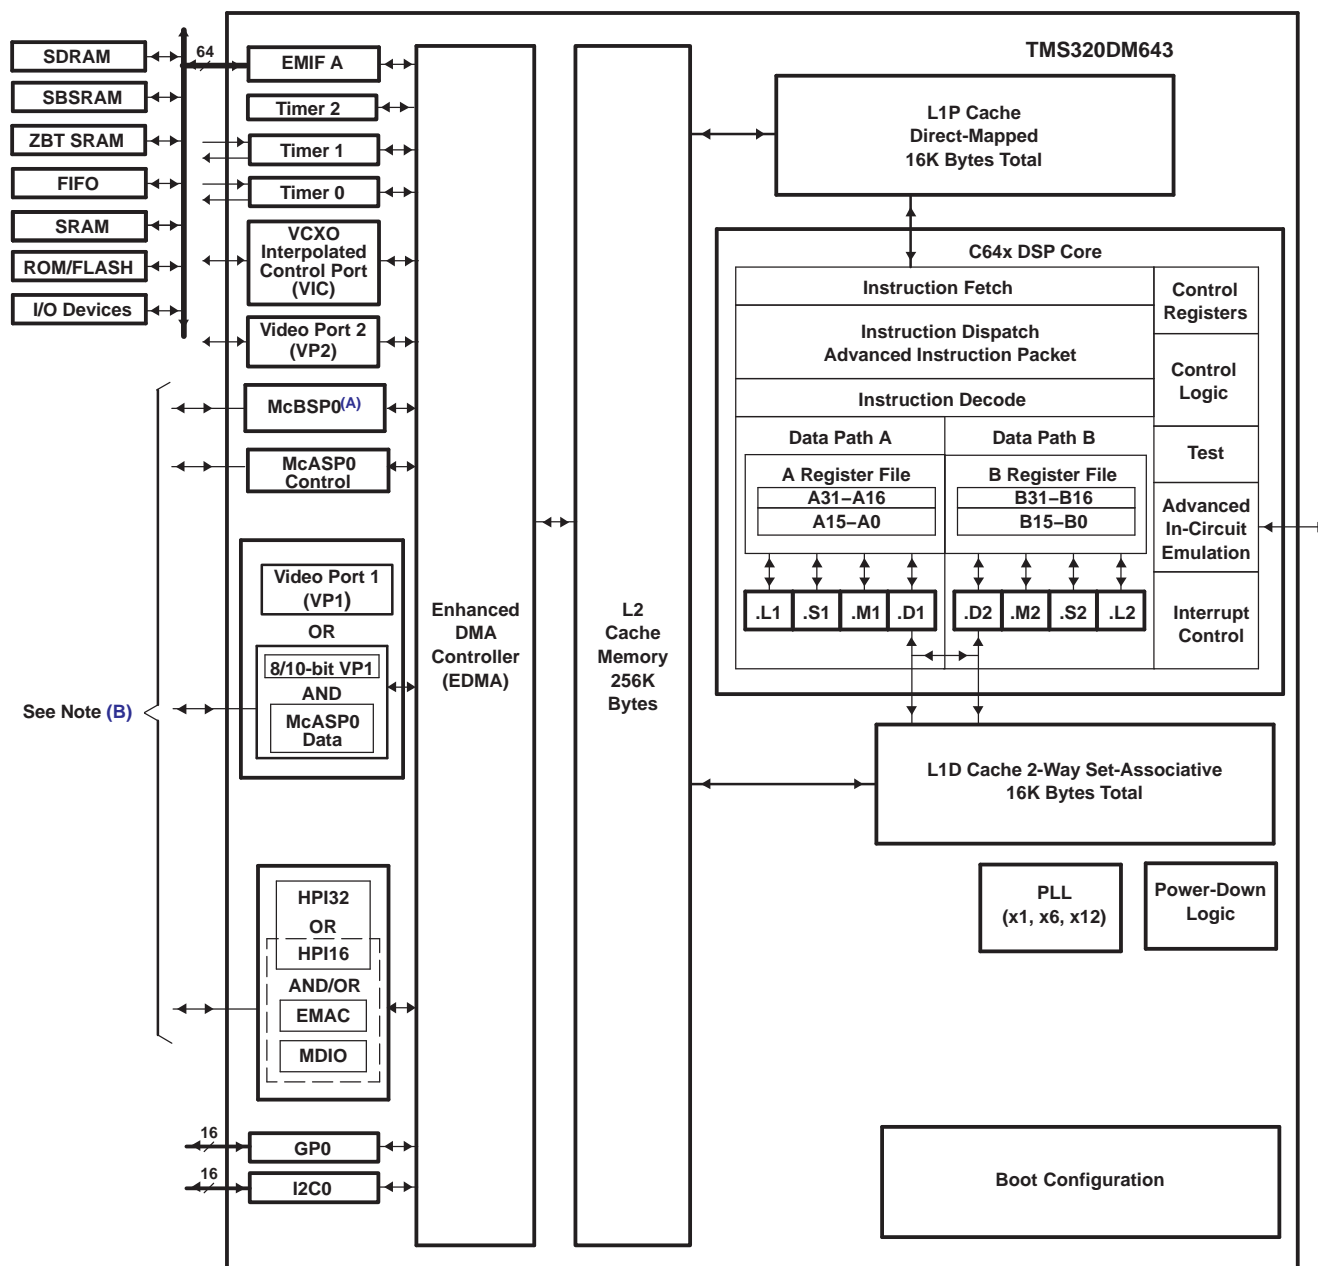 TMS320DM643
SDRAM
SBSRAM
ZBT SRAM
FIFO
SRAM
ROM/FLASH
I/O Devices
64
EMIF A
Timer 2
Timer 1
Timer 0
VCXO
Interpolated
Control Port
(VIC)
Video Port 2
(VP2)
McBSP0(A)
McASP0
Control
Video Port 1
(VP1)
OR
8/10-bit VP1
AND
McASP0
Data
See Note (B)
HPI32
OR
HPI16
AND/OR
EMAC
MDIO
16
GP0
16
I2C0
Enhanced
DMA
Controller
(EDMA)
L2
Cache
Memory
256K
Bytes
L1P Cache
Direct-Mapped
16K Bytes Total
C64x DSP Core
Instruction Fetch
Instruction Dispatch
Advanced Instruction Packet
Instruction Decode
Data Path A
Data Path B
A Register File
A31–A16
A15–A0
B Register File
B31–B16
B15–B0
.L1
.S1
.M1
.D1
.D2
.M2
.S2
.L2
Control
Registers
Control
Logic
Test
Advanced
In-Circuit
Emulation
Interrupt
Control
L1D Cache 2-Way Set-Associative
16K Bytes Total
PLL
(x1, x6, x12)
Power-Down
Logic
Boot Configuration